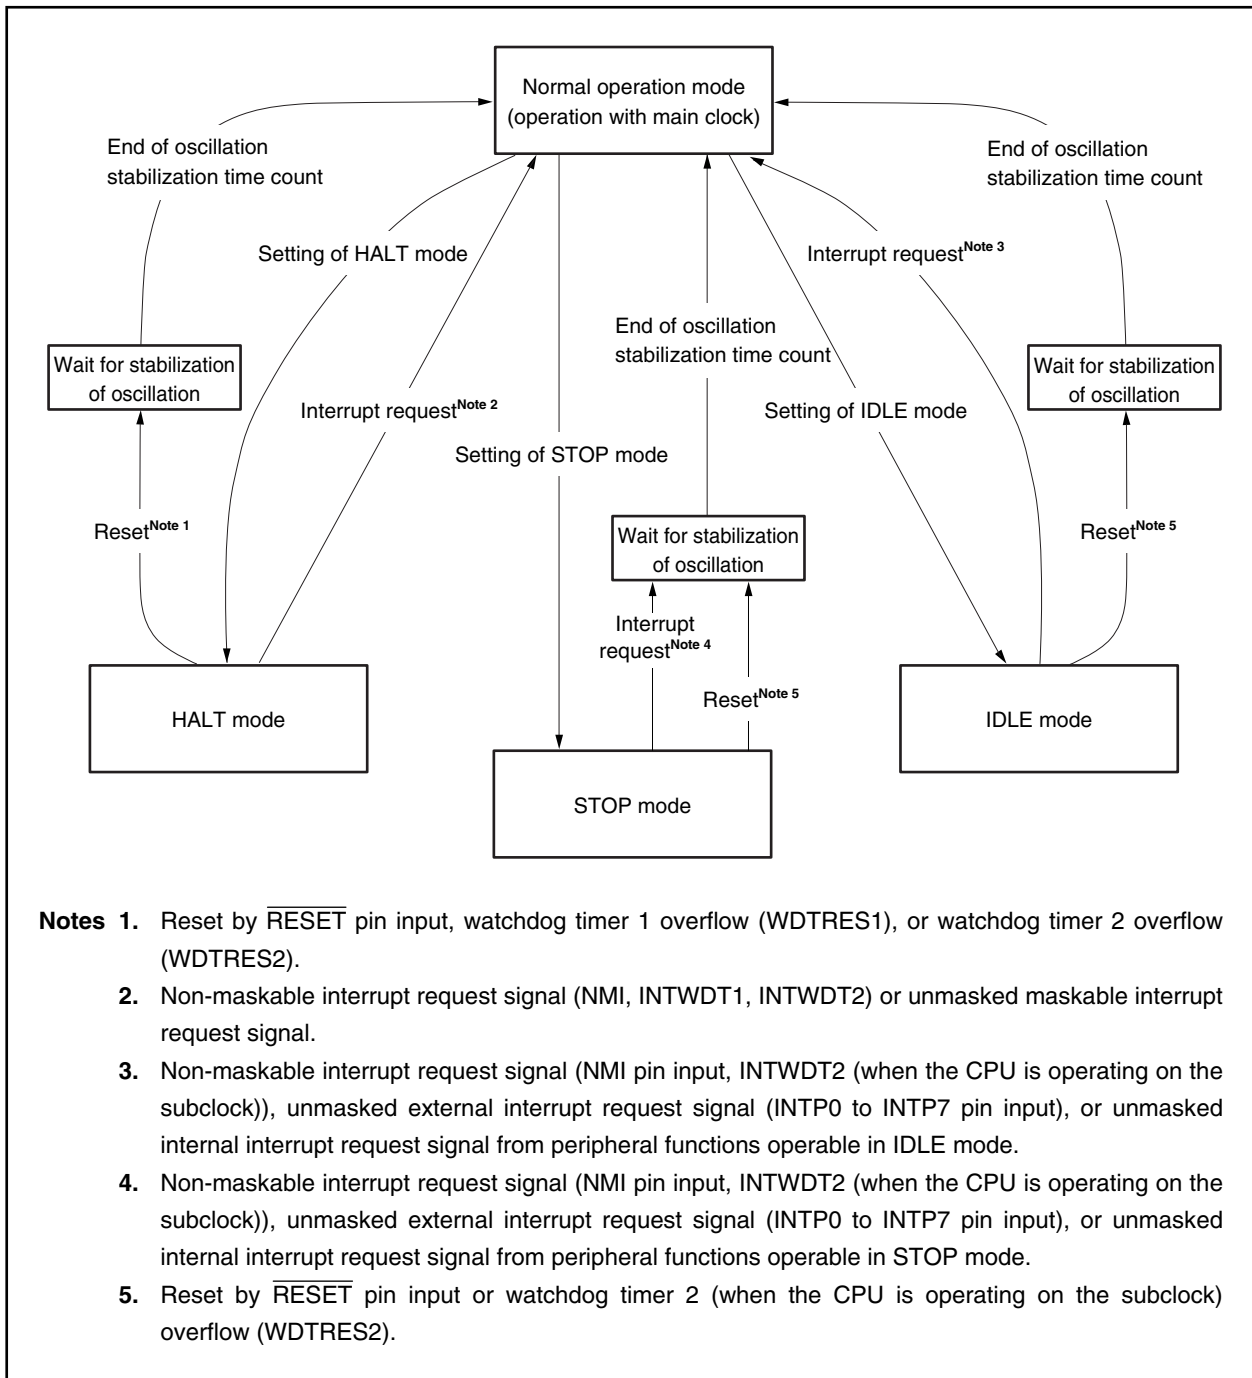 Normal operation mode
(operation with main clock)
End of oscillation
stabilization time count
End of oscillation
stabilization time count
Setting of HALT mode
Interrupt request Note 3
End of oscillation
stabilization time count
Wait for stabilization
of oscillation
Wait for stabilization
of oscillation
Interrupt request Note 2
Setting of IDLE mode
Setting of STOP mode
Reset Note 1
Wait for stabilization
of oscillation
Reset Note 5
Interrupt
request Note 4
Reset Note 5
HALT mode
IDLE mode
STOP mode
Notes 1. Reset by RESET pin input, watchdog timer 1 overflow (WDTRES1), or watchdog timer 2 overflow
(WDTRES2).
2. Non-maskable interrupt request signal (NMI, INTWDT1, INTWDT2) or unmasked maskable interrupt
request signal.
3. Non-maskable interrupt request signal (NMI pin input, INTWDT2 (when the CPU is operating on the
subclock)), unmasked external interrupt request signal (INTP0 to INTP7 pin input), or unmasked
internal interrupt request signal from peripheral functions operable in IDLE mode.
4. Non-maskable interrupt request signal (NMI pin input, INTWDT2 (when the CPU is operating on the
subclock)), unmasked external interrupt request signal (INTP0 to INTP7 pin input), or unmasked
internal interrupt request signal from peripheral functions operable in STOP mode.
5. Reset by RESET pin input or watchdog timer 2 (when the CPU is operating on the subclock)
overflow (WDTRES2).